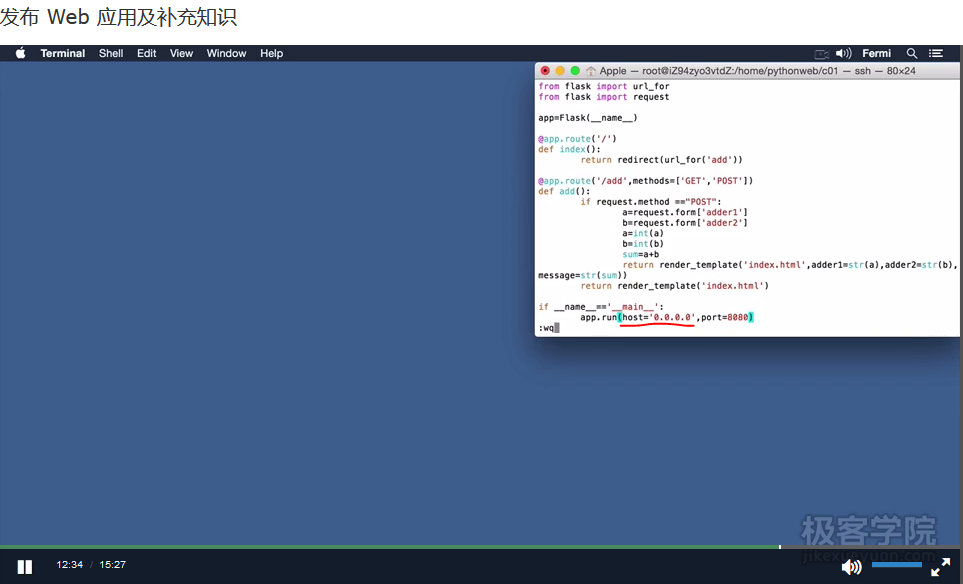 发布 Web 应用及补充知识
Terminal Shell Edit View Window Help Fermi
Apple — root@iZ94zyo3vtdZ:/home/pythonweb/c01 — ssh — 80×24
from flask import url_for
from flask import request
app=Flask(__name__)
@app.route('/')
def index():
return redirect(url_for('add'))
@app.route('/add',methods=['GET','POST'])
def add():
if request.method =="POST":
a=request.form['adder1']
b=request.form['adder2']
a=int(a)
b=int(b)
sum=a+b
return render_template('index.html',adder1=str(a),adder2=str(b),
message=str(sum))
return render_template('index.html')
if __name__=='__main__':
app.run(host='0.0.0.0',port=8080)
:wq
极客学院
jikexueyuan.com
12:34 / 15:27